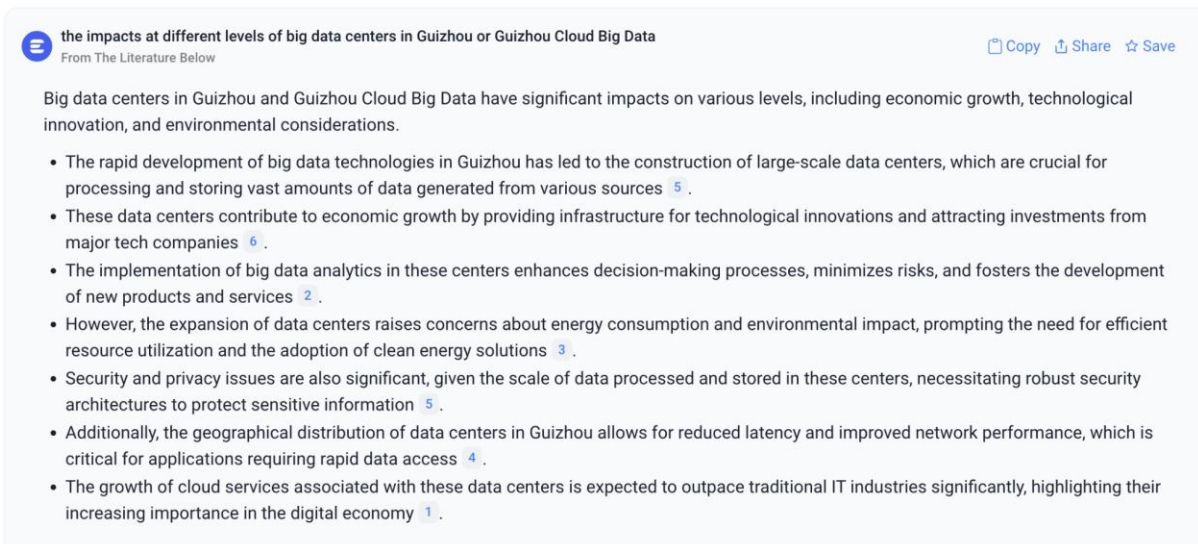 the impacts at different levels of big data centers in Guizhou or Guizhou Cloud Big Data
From The Literature Below
Copy Share Save
Big data centers in Guizhou and Guizhou Cloud Big Data have significant impacts on various levels, including economic growth, technological
innovation, and environmental considerations.
• The rapid development of big data technologies in Guizhou has led to the construction of large-scale data centers, which are crucial for
processing and storing vast amounts of data generated from various sources 5 .
• These data centers contribute to economic growth by providing infrastructure for technological innovations and attracting investments from
major tech companies 6 .
• The implementation of big data analytics in these centers enhances decision-making processes, minimizes risks, and fosters the development
of new products and services 2 .
• However, the expansion of data centers raises concerns about energy consumption and environmental impact, prompting the need for efficient
resource utilization and the adoption of clean energy solutions 3 .
• Security and privacy issues are also significant, given the scale of data processed and stored in these centers, necessitating robust security
architectures to protect sensitive information 5 .
• Additionally, the geographical distribution of data centers in Guizhou allows for reduced latency and improved network performance, which is
critical for applications requiring rapid data access 4 .
• The growth of cloud services associated with these data centers is expected to outpace traditional IT industries significantly, highlighting their
increasing importance in the digital economy 1 .